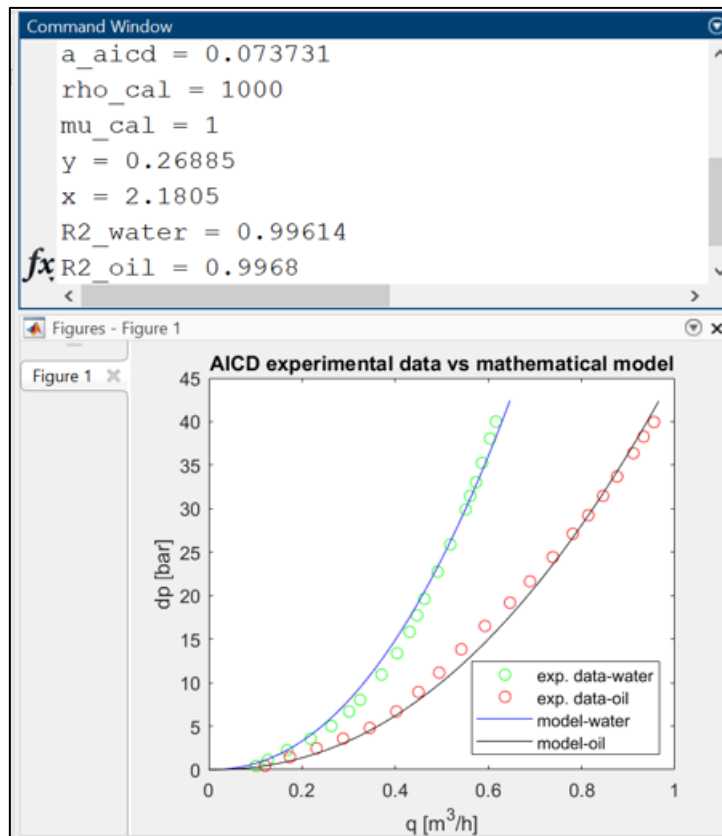 Command Window
a_aicd = 0.073731
rho_cal = 1000
mu_cal = 1
y = 0.26885
x = 2.1805
R2_water = 0.99614
fx R2_oil = 0.9968
Figures - Figure 1
Figure 1
AICD experimental data vs mathematical model
45
40
35
30
25
20
15
10
5
0
dp [bar]
exp. data-water
exp. data-oil
model-water
model-oil
0 0.2 0.4 0.6 0.8 1
q [m³/h]